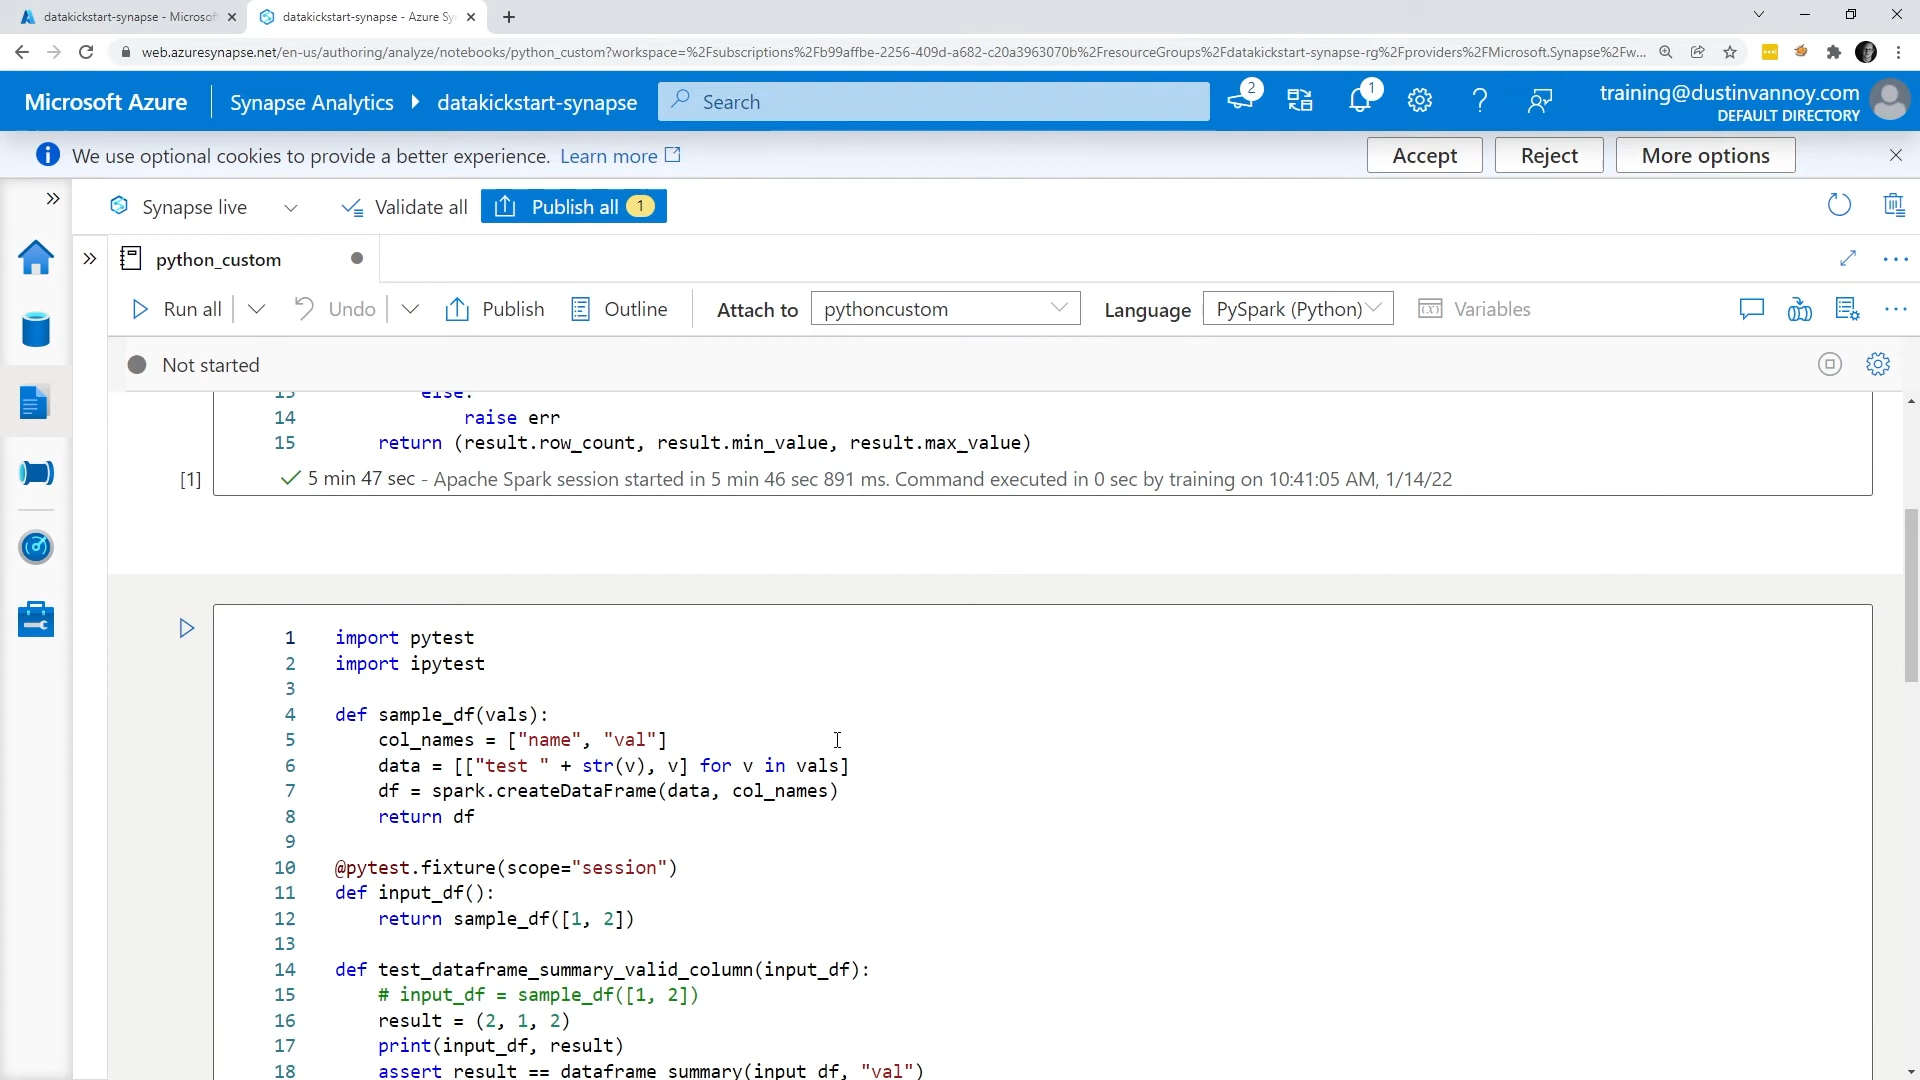 datakickstart-synapse - Microsof
datakickstart-synapse - Azure Sy
web.azuresynapse.net/en-us/authoring/analyze/notebooks/python_custom?workspace=%2Fsubscriptions%2Fb99affbe-2256-409d-a682-c20a3963070b%2FresourceGroups%2Fdatakickstart-synapse-rg%2Fproviders%2FMicrosoft.Synapse%2Fw...
Microsoft Azure
Synapse Analytics
datakickstart-synapse
Search
2
1
training@dustinvannoy.com
DEFAULT DIRECTORY
We use optional cookies to provide a better experience. Learn more
Accept
Reject
More options
Synapse live
Validate all
Publish all 1
python_custom
Run all
Undo
Publish
Outline
Attach to
pythoncustom
Language
PySpark (Python)
Variables
Not started
13 else:
14 raise err
15 return (result.row_count, result.min_value, result.max_value)
[1] 5 min 47 sec - Apache Spark session started in 5 min 46 sec 891 ms. Command executed in 0 sec by training on 10:41:05 AM, 1/14/22
1 import pytest
2 import ipytest
3
4 def sample_df(vals):
5 col_names = ["name", "val"]
6 data = [["test " + str(v), v] for v in vals]
7 df = spark.createDataFrame(data, col_names)
8 return df
9
10 @pytest.fixture(scope="session")
11 def input_df():
12 return sample_df([1, 2])
13
14 def test_dataframe_summary_valid_column(input_df):
15 # input_df = sample_df([1, 2])
16 result = (2, 1, 2)
17 print(input_df, result)
18 assert result == dataframe_summary(input_df, "val")